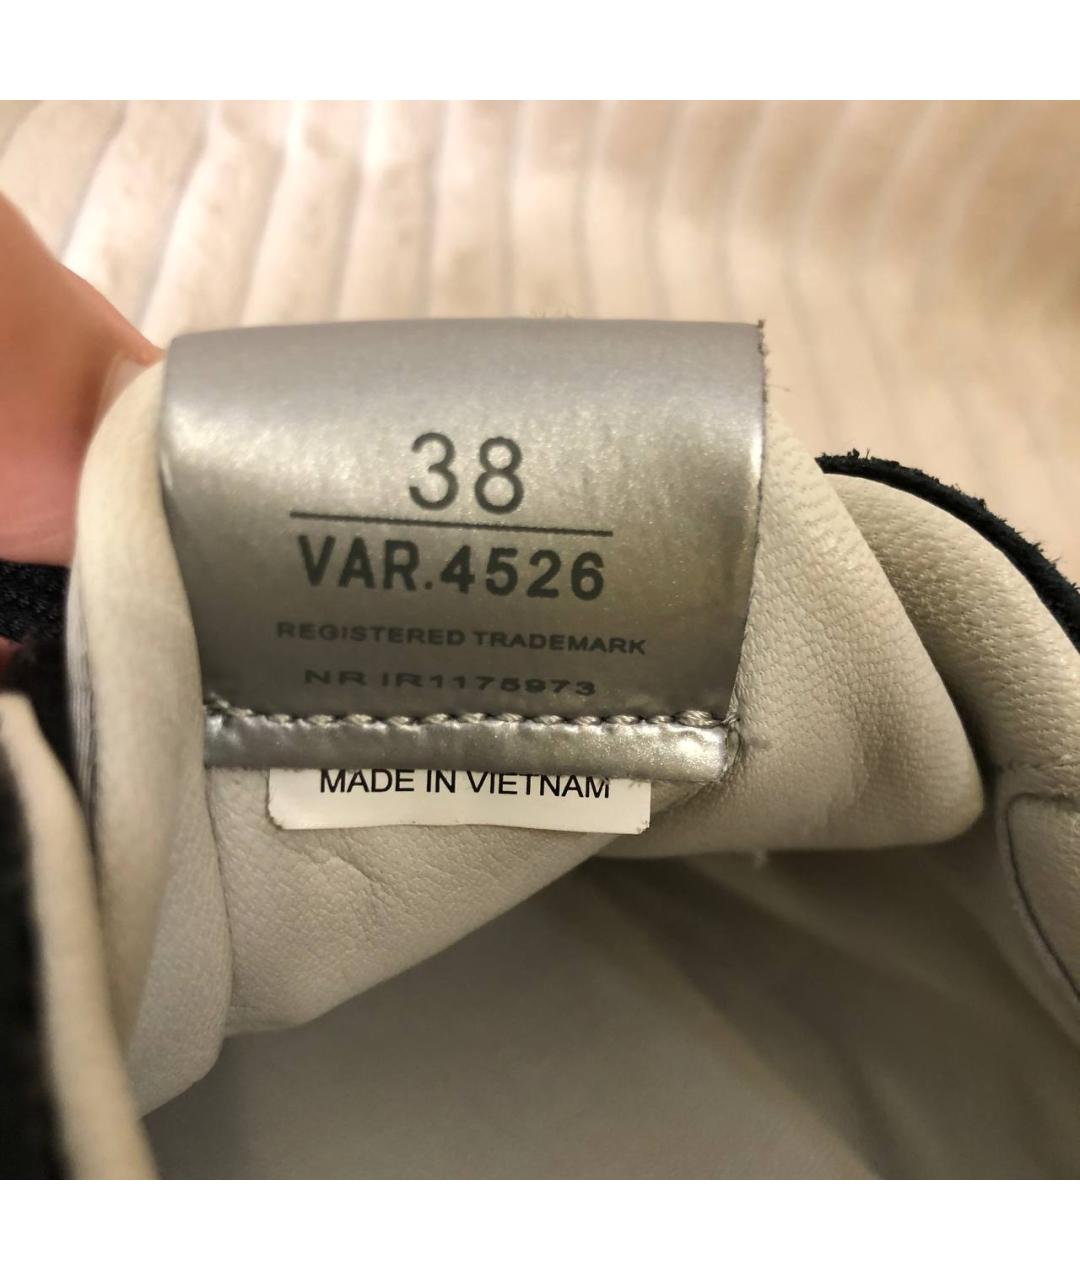 38
VAR.4526
REGISTERED TRADEMARK
NR IR1175973
MADE IN VIETNAM